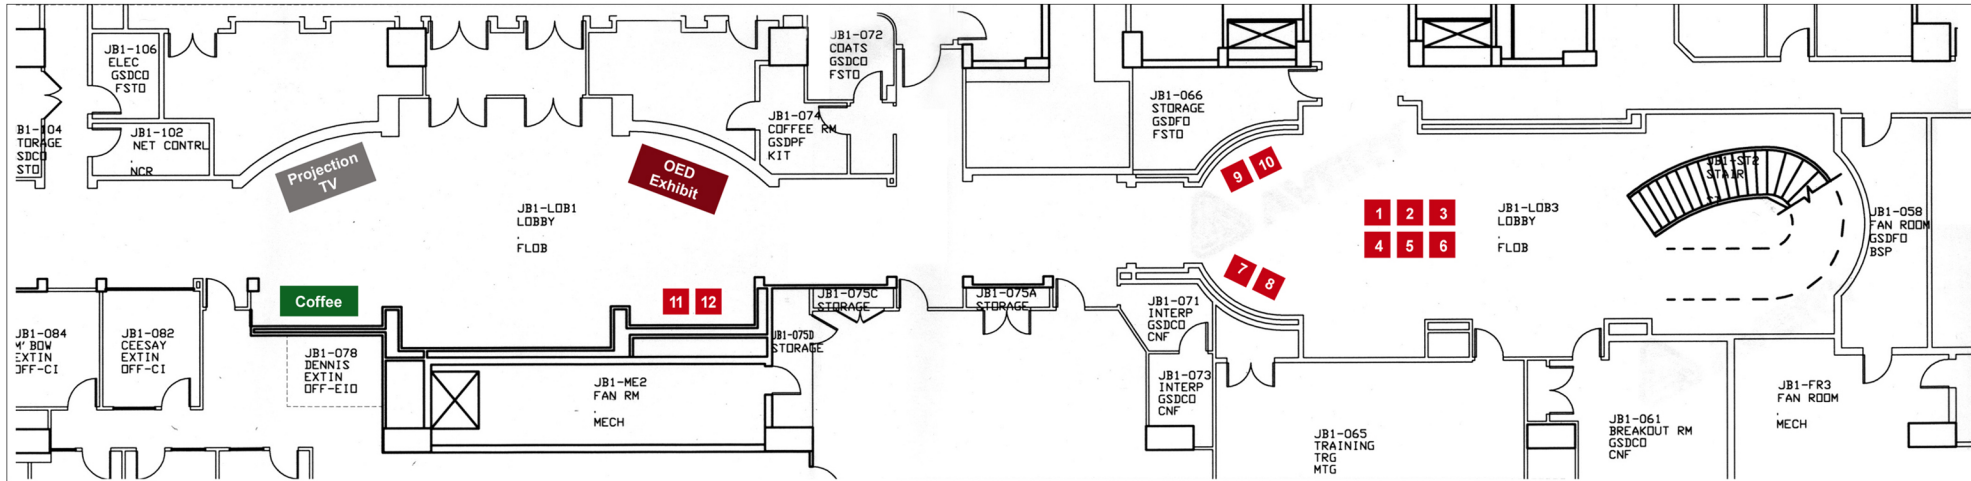 JB1-106
ELEC
GSDCO
FSTO
B1-104
TORAGE
SDCO
STO
JB1-102
NET CONTRL
.
NCR
Projection
TV
OED
Exhibit
JB1-072
COATS
GSDCO
FSTO
JB1-074
COFFEE RM
GSDPF
KIT
JB1-LOB1
LOBBY
.
FLOB
JB1-066
STORAGE
GSDFO
FSTO
9
10
1
2
3
4
5
6
7
8
JB1-LOB3
LOBBY
.
FLOB
JB1-ST2
STAIR
JB1-058
FAN ROOM
GSDFO
BSP
Coffee
11
12
JB1-075C
STORAGE
JB1-075A
STORAGE
JB1-075D
STORAGE
JB1-084
M'BOW
EXTIN
OFF-CI
JB1-082
CEESAY
EXTIN
OFF-CI
JB1-078
DENNIS
EXTIN
OFF-EIO
JB1-ME2
FAN RM
.
MECH
JB1-071
INTERP
GSDCO
CNF
JB1-073
INTERP
GSDCO
CNF
JB1-065
TRAINING
TRG
MTG
JB1-061
BREAKOUT RM
GSDCO
CNF
JB1-FR3
FAN ROOM
.
MECH